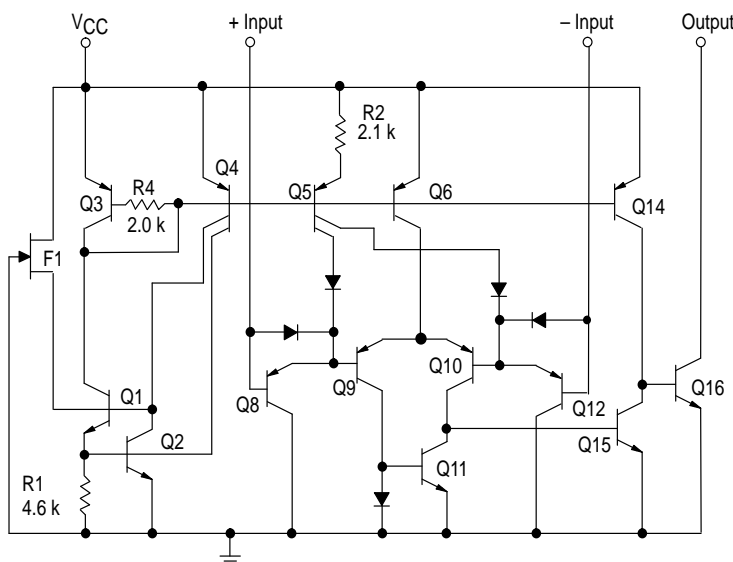 VCC
+ Input
– Input
Output
R2
2.1 k
Q4
R4
Q3
2.0 k
Q5
Q6
Q14
F1
Q1
Q8
Q9
Q10
Q12
Q16
Q2
Q15
R1
4.6 k
Q11